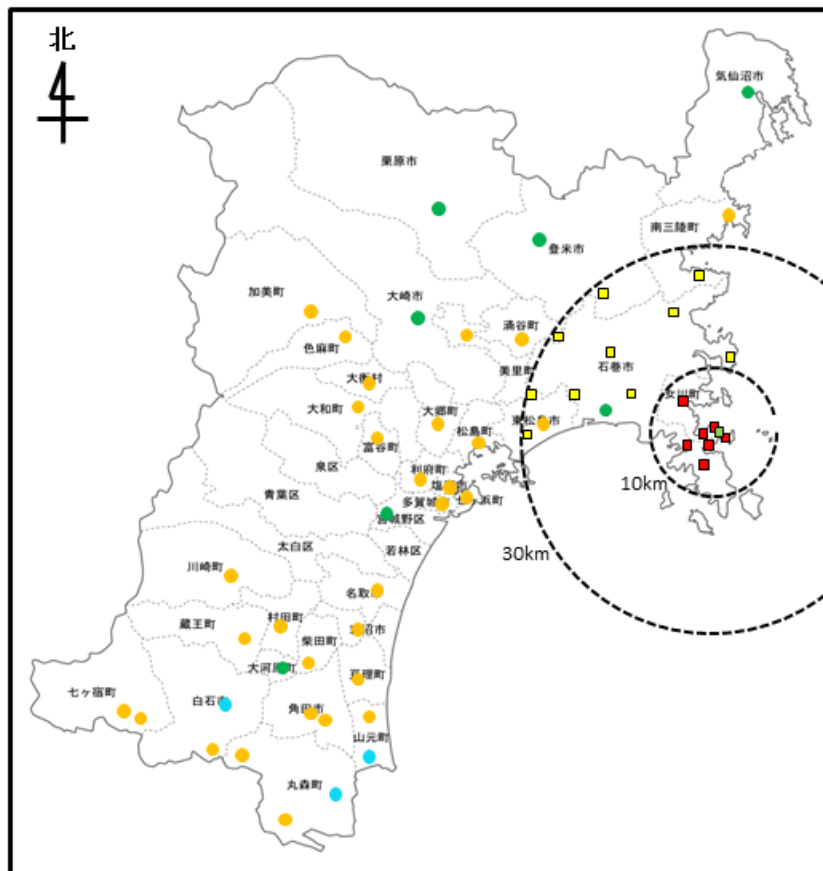 北
気仙沼市
栗原市
南三陸町
登米市
加美町
大崎市
涌谷町
色麻町
美里町
石巻市
大衡村
女川町
大和町
大郷町
東松島市
松島町
富谷町
泉区
利府町
青葉区
多賀城
宮城野区
10km
太白区
若林区
30km
川崎町
名取
蔵王町
村田町
柴田町
大河原町
亘理町
七ヶ宿町
白石市
角田市
山元町
丸森町